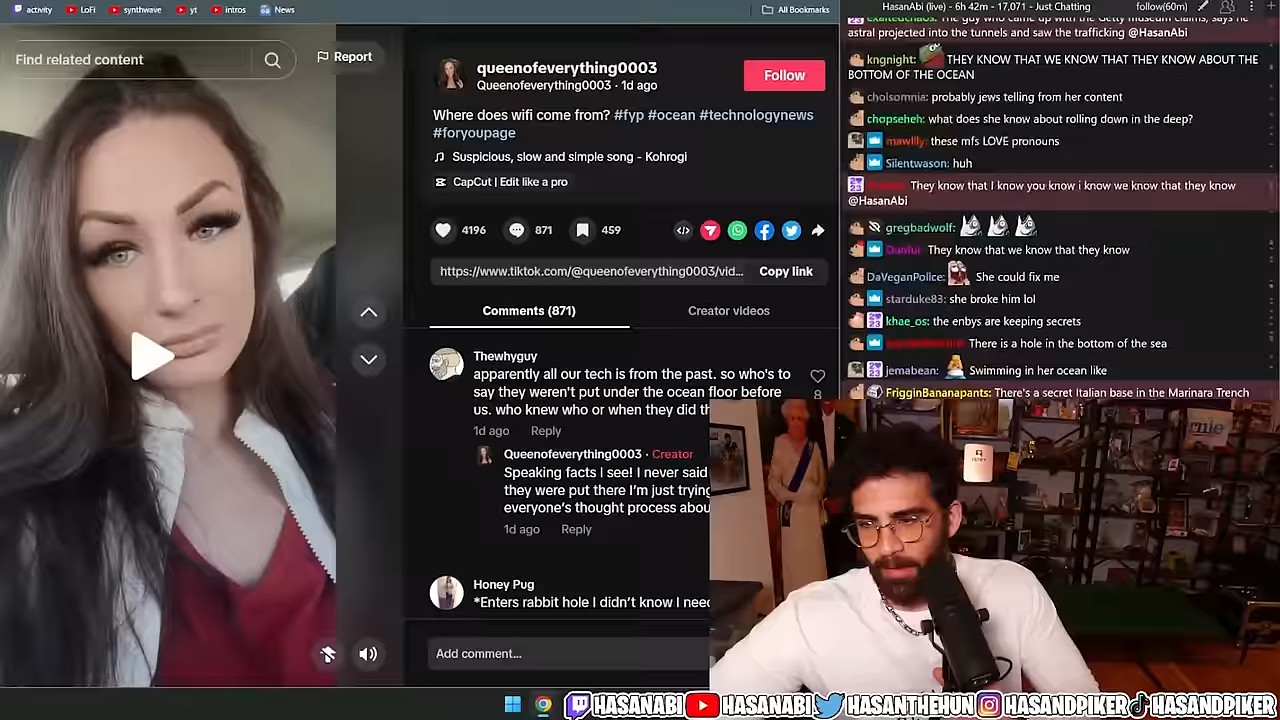 activity
LoFi
synthwave
yt
intros
News
All Bookmarks
Find related content
Report
queenofeverything0003
Queenofeverything0003 · 1d ago
Follow
Where does wifi come from? #fyp #ocean #technologynews
#foryoupage
Suspicious, slow and simple song - Kohrogi
CapCut | Edit like a pro
4196
871
459
https://www.tiktok.com/@queenofeverything0003/vid...
Copy link
Comments (871)
Creator videos
Thewhyguy
apparently all our tech is from the past. so who's to
say they weren't put under the ocean floor before
us. who knew who or when they did th
8
1d ago
Reply
Queenofeverything0003 · Creator
Speaking facts I see! I never said
they were put there I'm just trying
everyone's thought process abou
1d ago
Reply
Honey Pug
*Enters rabbit hole I didn't know I need
Add comment...
HasanAbi (live) - 6h 42m - 17,071 - Just Chatting
follow(60m)
exaltedchaos: The guy who came up with the Getty museum claims, says he
astral projected into the tunnels and saw the trafficking @HasanAbi
kngnight: THEY KNOW THAT WE KNOW THAT THEY KNOW ABOUT THE
BOTTOM OF THE OCEAN
cholsomnia: probably jews telling from her content
chopseheh: what does she know about rolling down in the deep?
mawllly: these mfs LOVE pronouns
Silentwason: huh
They know that I know you know i know we know that they know
@HasanAbi
gregbadwolf:
Dunfur They know that we know that they know
DaVeganPolice: She could fix me
starduke83: she broke him lol
khae_os: the enbys are keeping secrets
There is a hole in the bottom of the sea
jemabean: Swimming in her ocean like
FrigginBananapants: There's a secret Italian base in the Marinara Trench
HASANABI
HASANABI
HASANTHEHUN
HASANDPIKER
HASANDPIKER